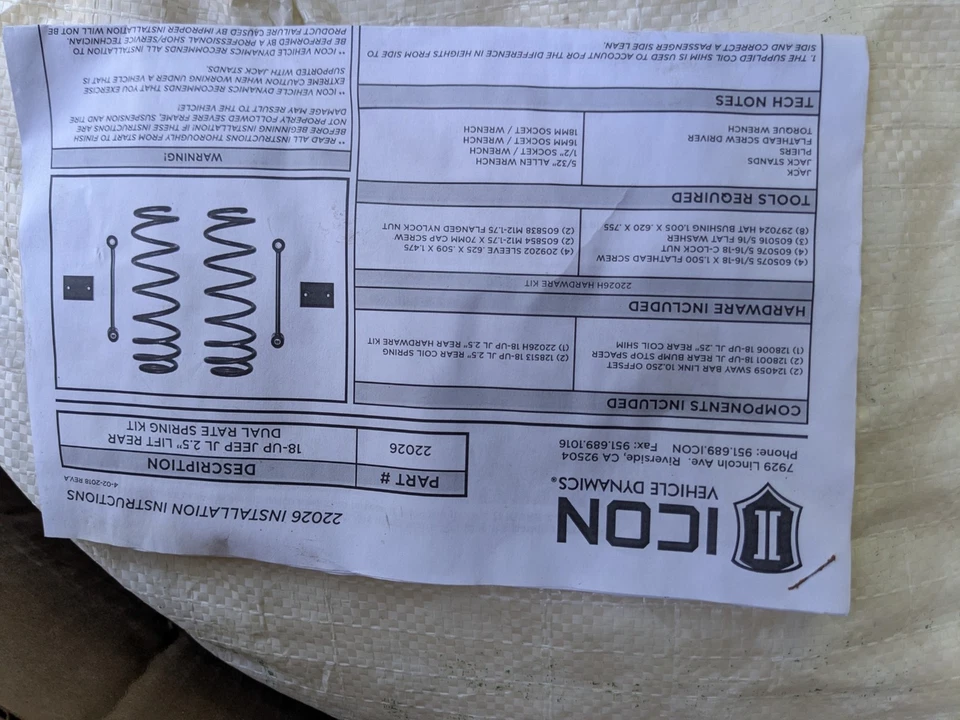 ICON
VEHICLE DYNAMICS®
7929 Lincoln Ave. Riverside, CA 92504
Phone: 951.689.ICON Fax: 951.689.1016
22026 INSTALLATION INSTRUCTIONS
4-02-2018 REV.A
PART # DESCRIPTION
22026 18-UP JEEP JL 2.5" LIFT REAR
DUAL RATE SPRING KIT
COMPONENTS INCLUDED
(2) 124059 SWAY BAR LINK 10.250 OFFSET
(2) 128001 JL REAR BUMP STOP SPACER
(1) 128006 18-UP JL .25" REAR COIL SHIM
(2) 128513 18-UP JL 2.5" REAR COIL SPRING
(1) 22026H 18-UP JL 2.5" REAR HARDWARE KIT
HARDWARE INCLUDED
22026H HARDWARE KIT
(4) 605075 5/16-18 X 1.500 FLATHEAD SCREW
(4) 605076 5/16-18 C-LOCK NUT
(3) 605016 5/16 SAE FLAT WASHER
(8) 297024 HAT BUSHING 1.005 X .620 X .755
(4) 209202 SLEEVE .625 X .509 X 1.475
(2) 605854 M12-1.75 X 70MM CAP SCREW
(2) 605838 M12-1.75 FLANGED NYLOCK NUT
TOOLS REQUIRED
JACK
JACK STANDS
PLIERS
FLATHEAD SCREW DRIVER
TORQUE WRENCH
5/32" ALLEN WRENCH
1/2" SOCKET / WRENCH
16MM SOCKET / WRENCH
18MM SOCKET / WRENCH
TECH NOTES
1. THE SUPPLIED COIL SHIM IS USED TO ACCOUNT FOR THE DIFFERENCE IN HEIGHTS FROM SIDE TO
SIDE AND CORRECT A PASSENGER SIDE LEAN.
WARNING!
** READ ALL INSTRUCTIONS THOROUGHLY FROM START TO FINISH
BEFORE BEGINNING INSTALLATION! IF THESE INSTRUCTIONS ARE
NOT PROPERLY FOLLOWED SEVERE FRAME, SUSPENSION AND TIRE
DAMAGE MAY RESULT TO THE VEHICLE!
** ICON VEHICLE DYNAMICS RECOMMENDS THAT YOU EXERCISE
EXTREME CAUTION WHEN WORKING UNDER A VEHICLE THAT IS
SUPPORTED WITH JACK STANDS.
** ICON VEHICLE DYNAMICS RECOMMENDS ALL INSTALLATION TO
BE PERFORMED BY A PROFESSIONAL SHOP/SERVICE TECHNICIAN.
PRODUCT FAILURE CAUSED BY IMPROPER INSTALLATION WILL NOT BE